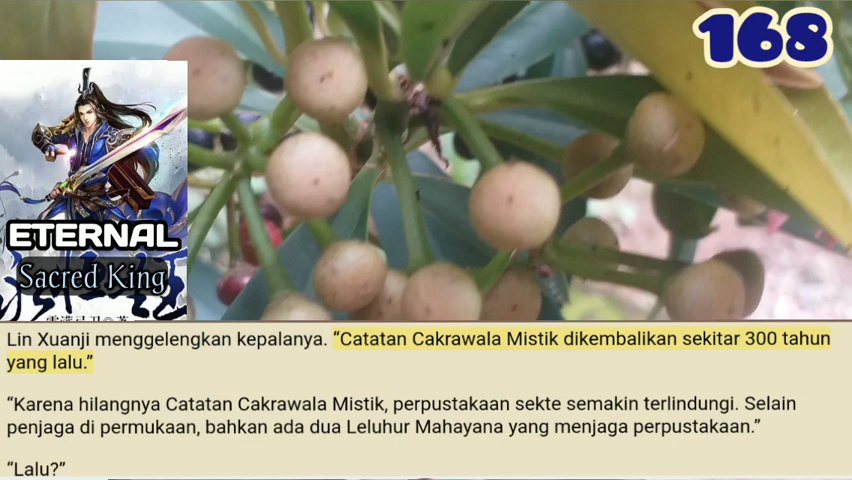 168
ETERNAL
Sacred King
Lin Xuanji menggelengkan kepalanya. “Catatan Cakrawala Mistik dikembalikan sekitar 300 tahun
yang lalu.”
“Karena hilangnya Catatan Cakrawala Mistik, perpustakaan sekte semakin terlindungi. Selain
penjaga di permukaan, bahkan ada dua Leluhur Mahayana yang menjaga perpustakaan.”
“Lalu?”